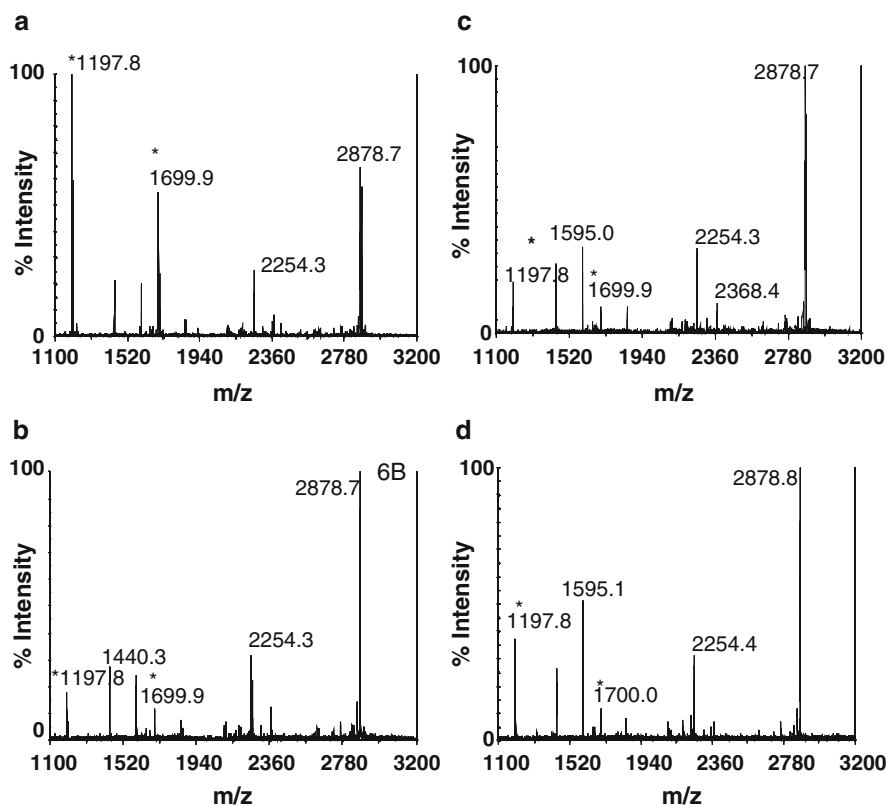 a
*1197.8
*
1699.9
2878.7
2254.3
100
0
% Intensity
1100 1520 1940 2360 2780 3200
m/z
c
2878.7
100
*
1595.0
2254.3
1197.8
*
1699.9
2368.4
0
% Intensity
1100 1520 1940 2360 2780 3200
m/z
b
100
6B
2878.7
1440.3
2254.3
*1197.8
*
1699.9
0
% Intensity
1100 1520 1940 2360 2780 3200
m/z
d
100
2878.8
1595.1
*
1197.8
2254.4
*
1700.0
0
% Intensity
1100 1520 1940 2360 2780 3200
m/z